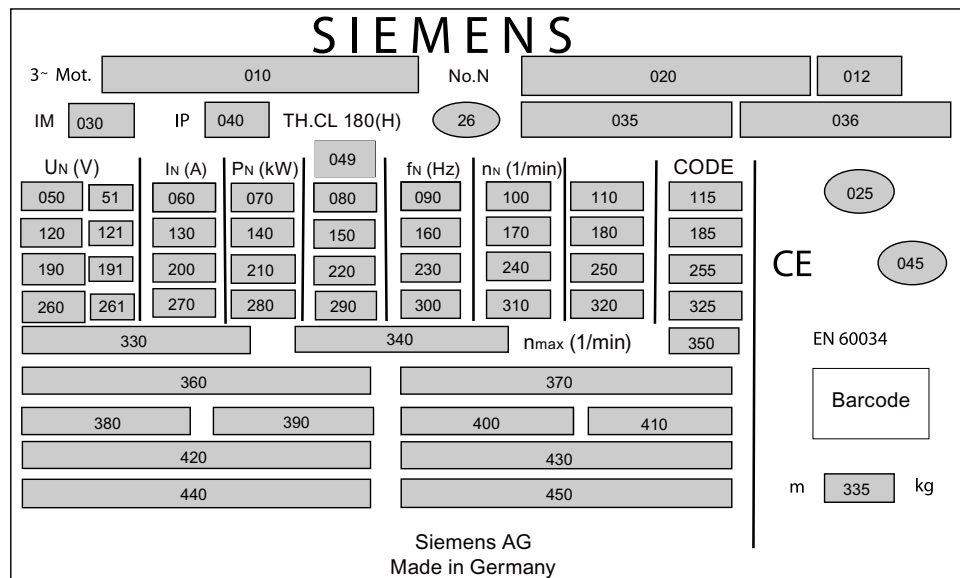 SIEMENS
3~ Mot. 010 No.N 020 012
IM 030 IP 040 TH.CL 180(H) 26 035 036
UN (V) IN (A) PN (kW) 049 fN (Hz) nN (1/min) CODE
050 51 060 070 080 090 100 110 115 025
120 121 130 140 150 160 170 180 185
190 191 200 210 220 230 240 250 255 CE 045
260 261 270 280 290 300 310 320 325
330 340 nmax (1/min) 350 EN 60034
360 370
380 390 400 410 Barcode
420 430
440 450 m 335 kg
Siemens AG
Made in Germany